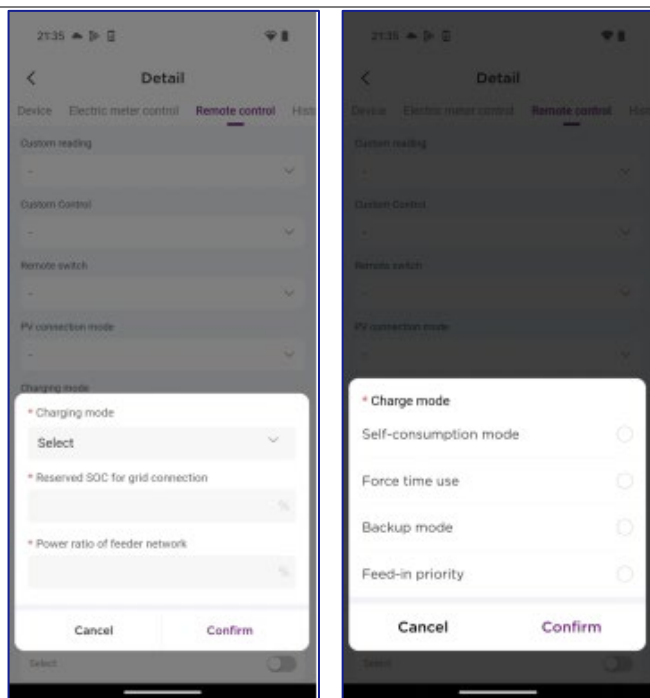 21:35
Detail
Device Electric meter control Remote control Hist
Custom reading
-
Custom Control
-
Remote switch
-
PV connection mode
-
Charging mode
* Charging mode
Select
* Reserved SOC for grid connection
%
* Power ratio of feeder network
%
Cancel Confirm
Select
21:35
Detail
Device Electric meter control Remote control His
Custom reading
-
Custom Control
-
Remote switch
-
PV connection mode
-
* Charge mode
Self-consumption mode
Force time use
Backup mode
Feed-in priority
Cancel Confirm
Select